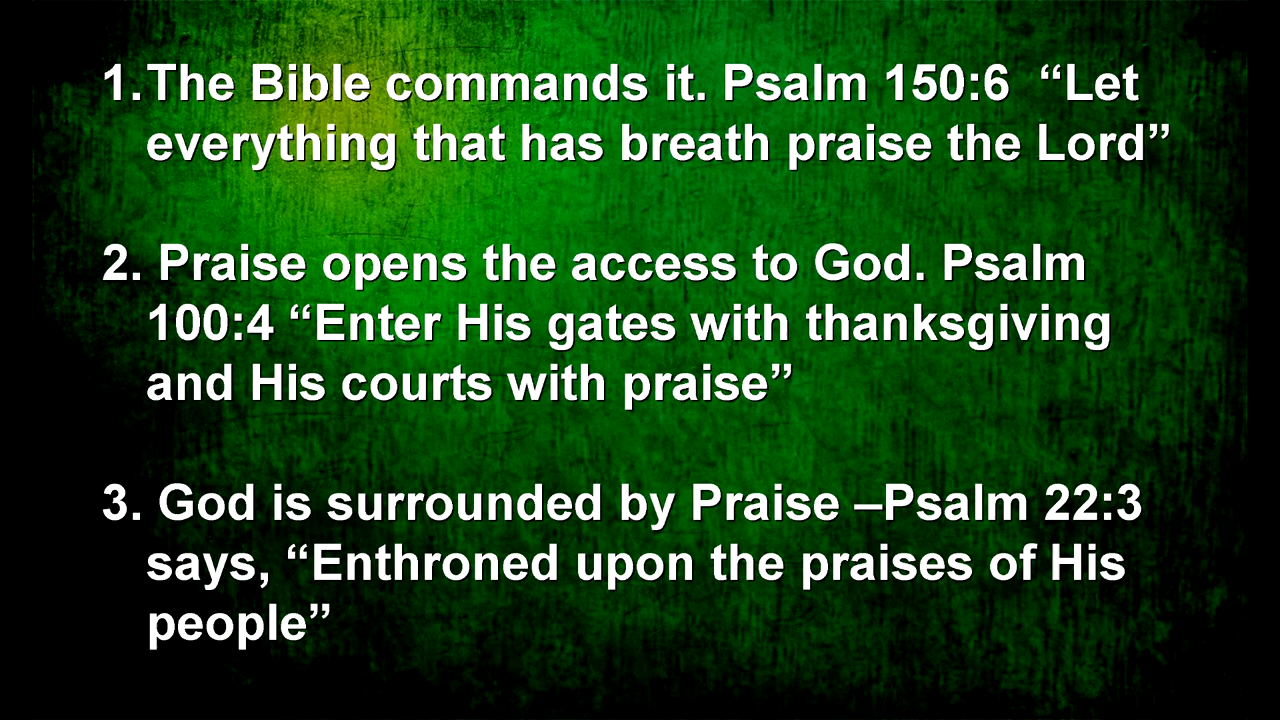 1.The Bible commands it. Psalm 150:6  “Let
everything that has breath praise the Lord”
2. Praise opens the access to God. Psalm
100:4 “Enter His gates with thanksgiving
and His courts with praise”
3. God is surrounded by Praise –Psalm 22:3
says, “Enthroned upon the praises of His
people”